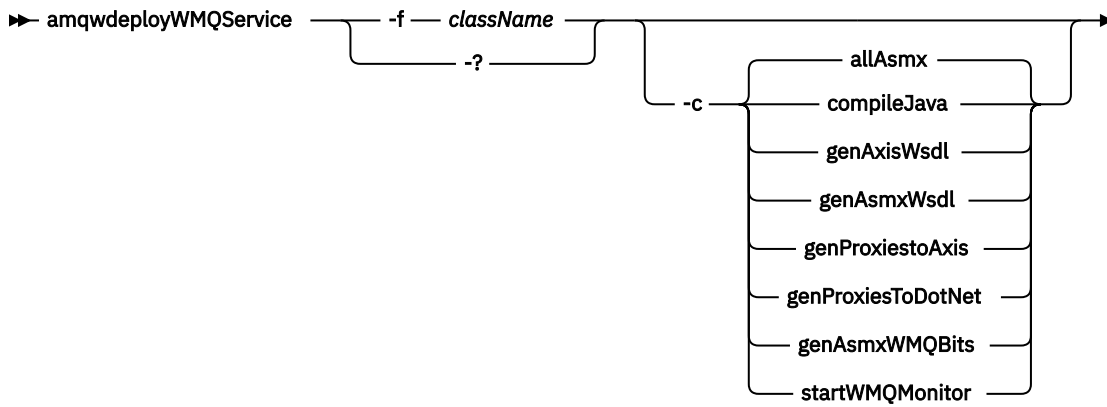 amqwdeployWMQService -f className
-?
allAsmx
-c compileJava
genAxisWsdl
genAsmxWsdl
genProxiestoAxis
genProxiesToDotNet
genAsmxWMQBits
startWMQMonitor